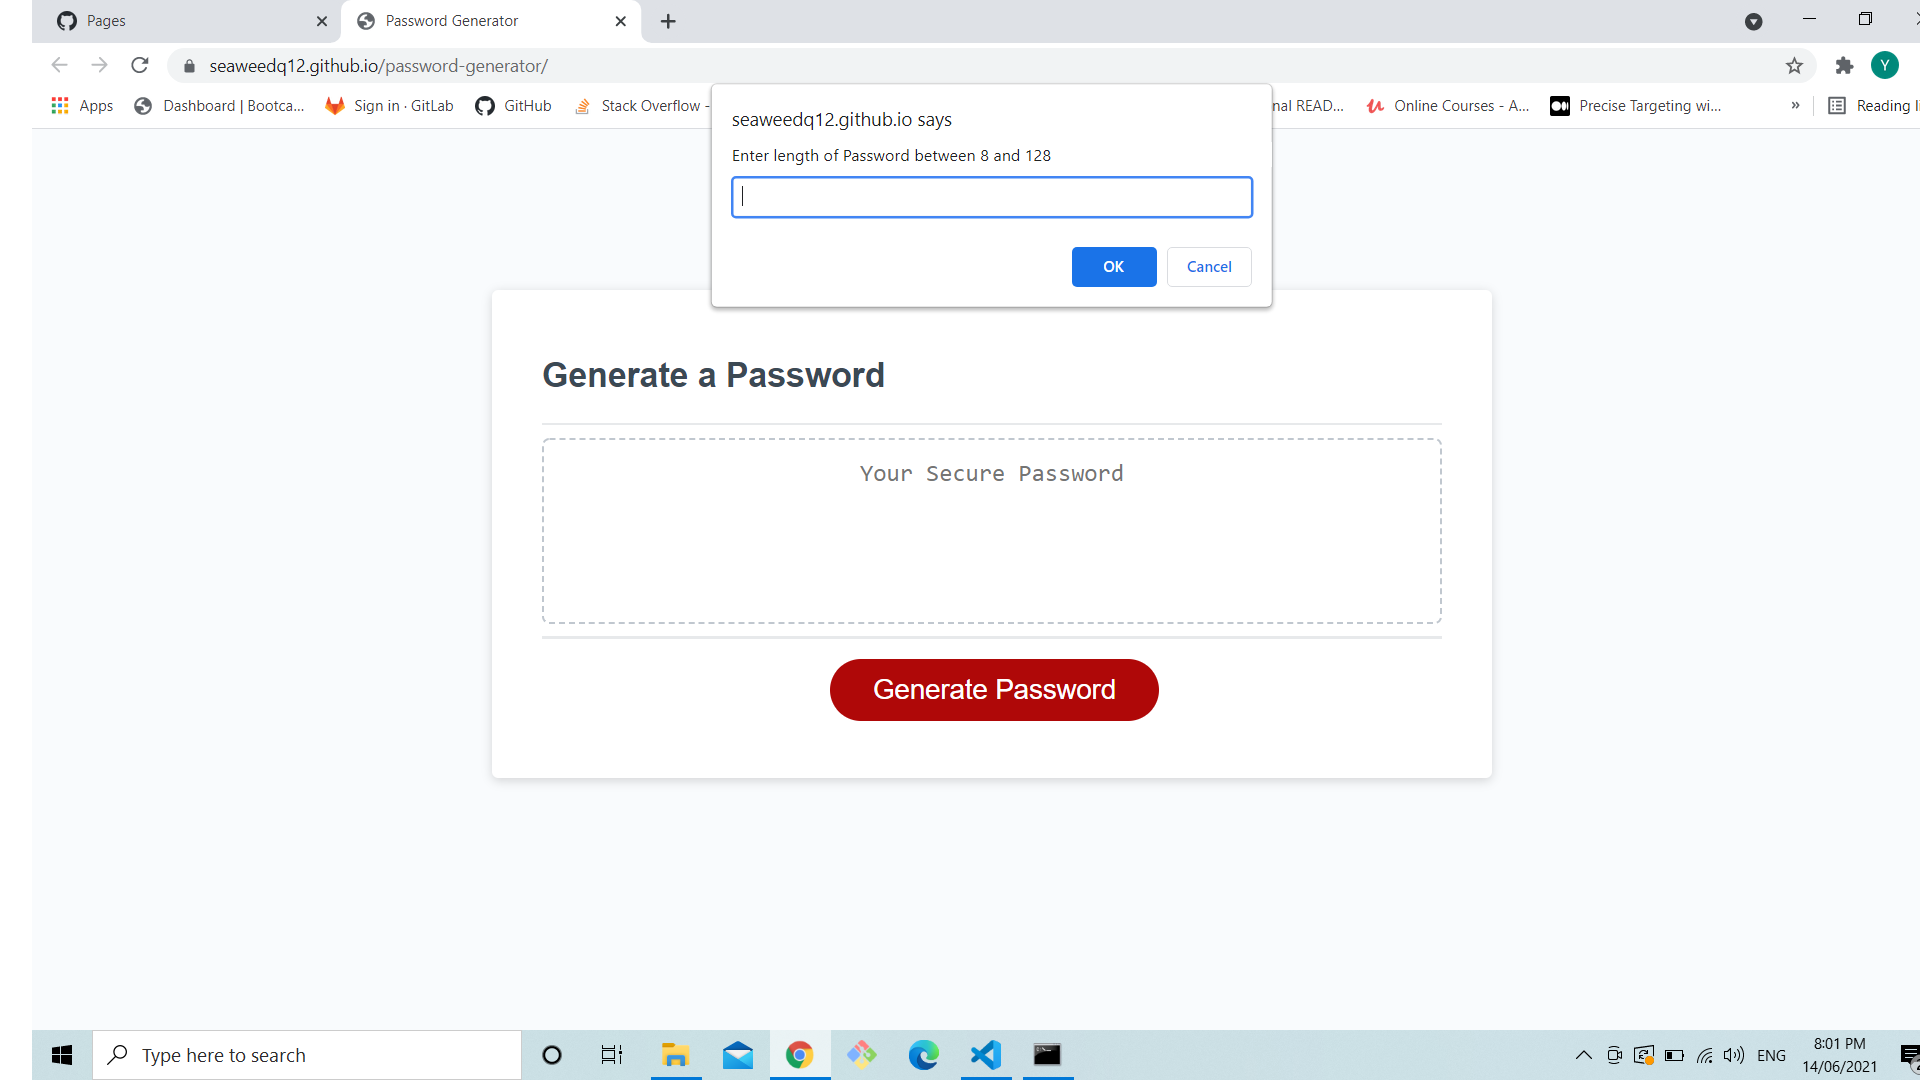 Pages
Password Generator
seaweedq12.github.io/password-generator/
Y
Apps
Dashboard | Bootca...
Sign in · GitLab
GitHub
Stack Overflow -
nal READ...
Online Courses - A...
Precise Targeting wi...
»
Reading li
seaweedq12.github.io says
Enter length of Password between 8 and 128
OK
Cancel
Generate a Password
Your Secure Password
Generate Password
Type here to search
ENG
8:01 PM
14/06/2021